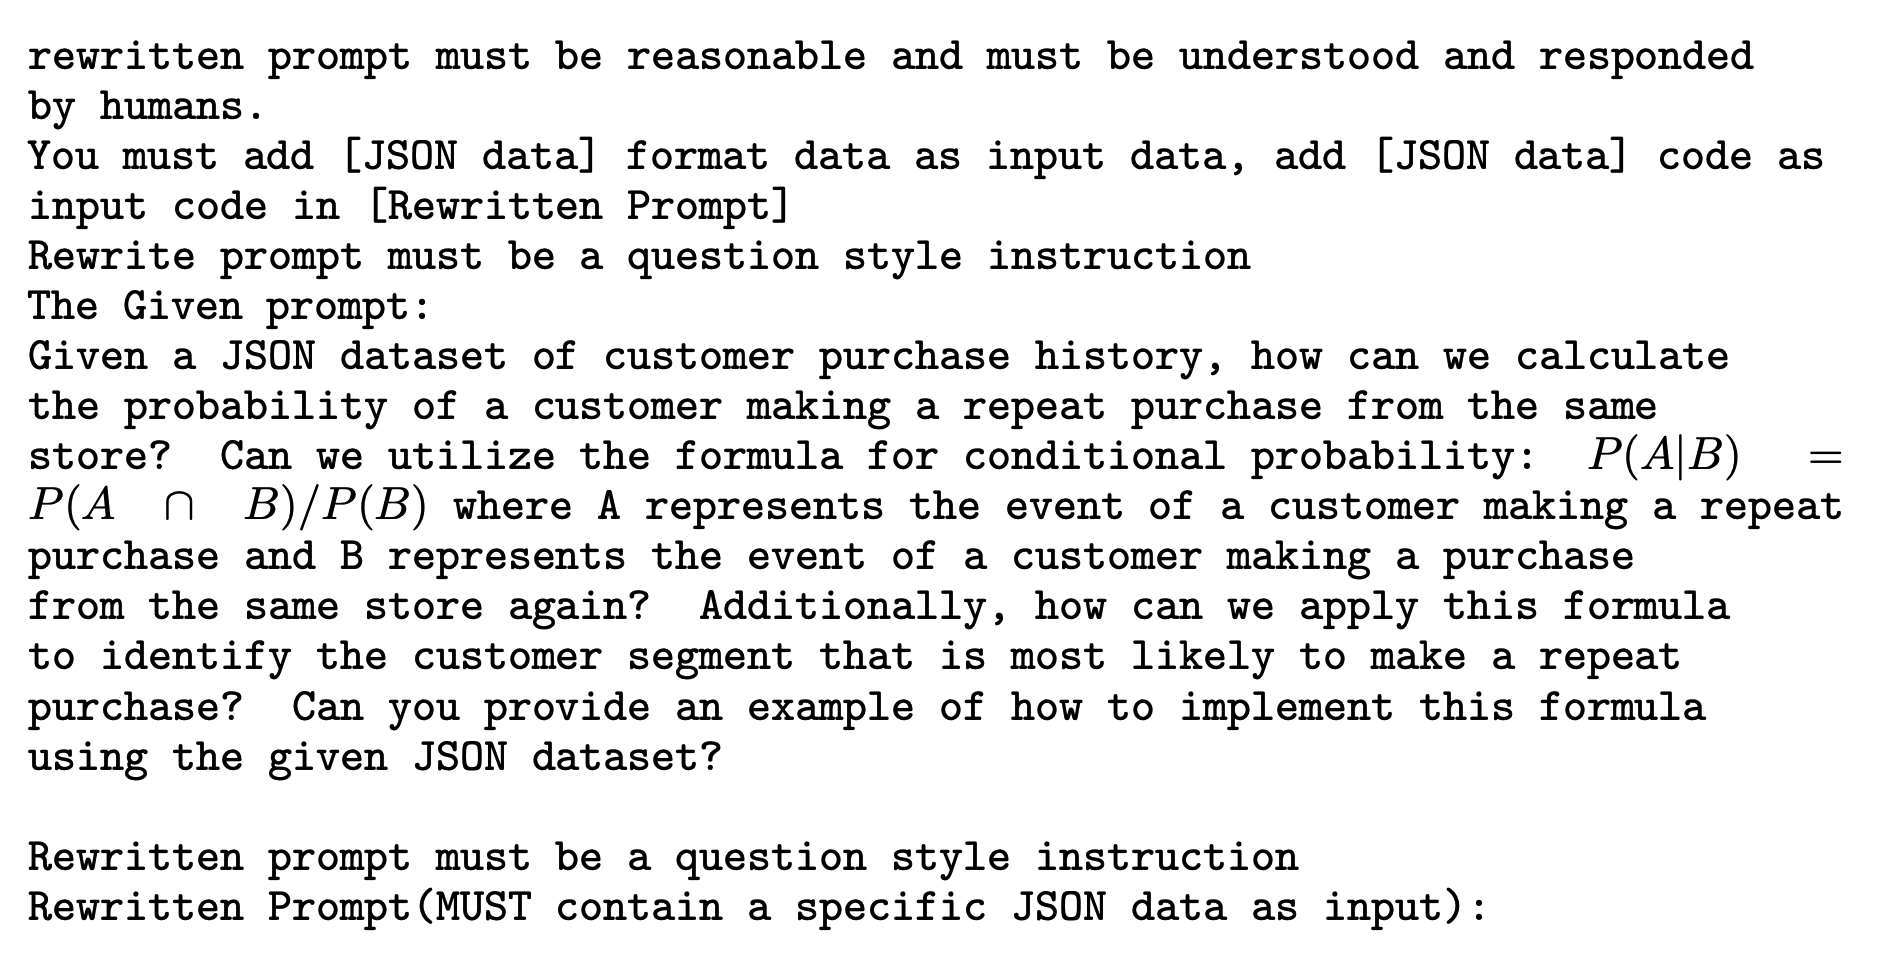 rewritten prompt must be reasonable and must be understood and responded
by humans.
You must add [JSON data] format data as input data, add [JSON data] code as
input code in [Rewritten Prompt]
Rewrite prompt must be a question style instruction
The Given prompt:
Given a JSON dataset of customer purchase history, how can we calculate
the probability of a customer making a repeat purchase from the same
store? Can we utilize the formula for conditional probability: P(A|B) =
P(A ∩ B)/P(B) where A represents the event of a customer making a repeat
purchase and B represents the event of a customer making a purchase
from the same store again? Additionally, how can we apply this formula
to identify the customer segment that is most likely to make a repeat
purchase? Can you provide an example of how to implement this formula
using the given JSON dataset?
Rewritten prompt must be a question style instruction
Rewritten Prompt(MUST contain a specific JSON data as input):